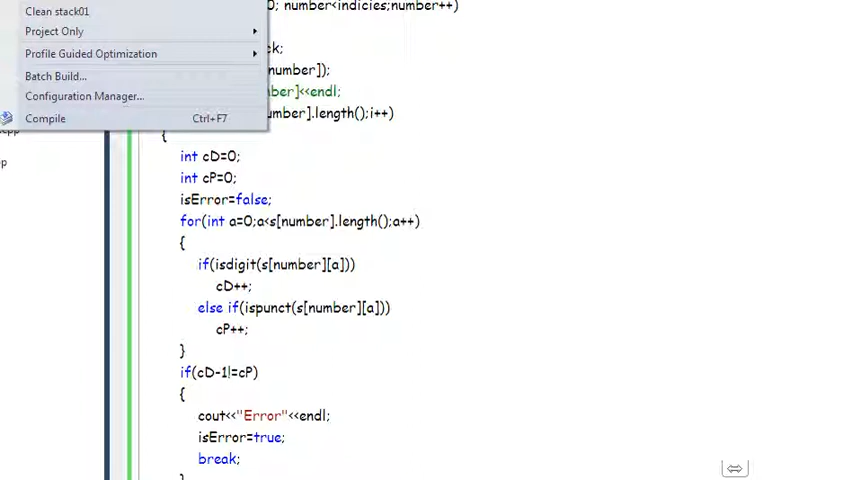 Clean stack01
0; number<indicies;number++)
Project Only
ck;
Profile Guided Optimization
number]);
Batch Build...
ber]<<endl;
Configuration Manager...
umber].length();i++)
Compile Ctrl+F7
{
int cD=0;
p
int cP=0;
isError=false;
for(int a=0;a<s[number].length();a++)
{
if(isdigit(s[number][a]))
cD++;
else if(ispunct(s[number][a]))
cP++;
}
if(cD-1!=cP)
{
cout<<"Error"<<endl;
isError=true;
break;
}